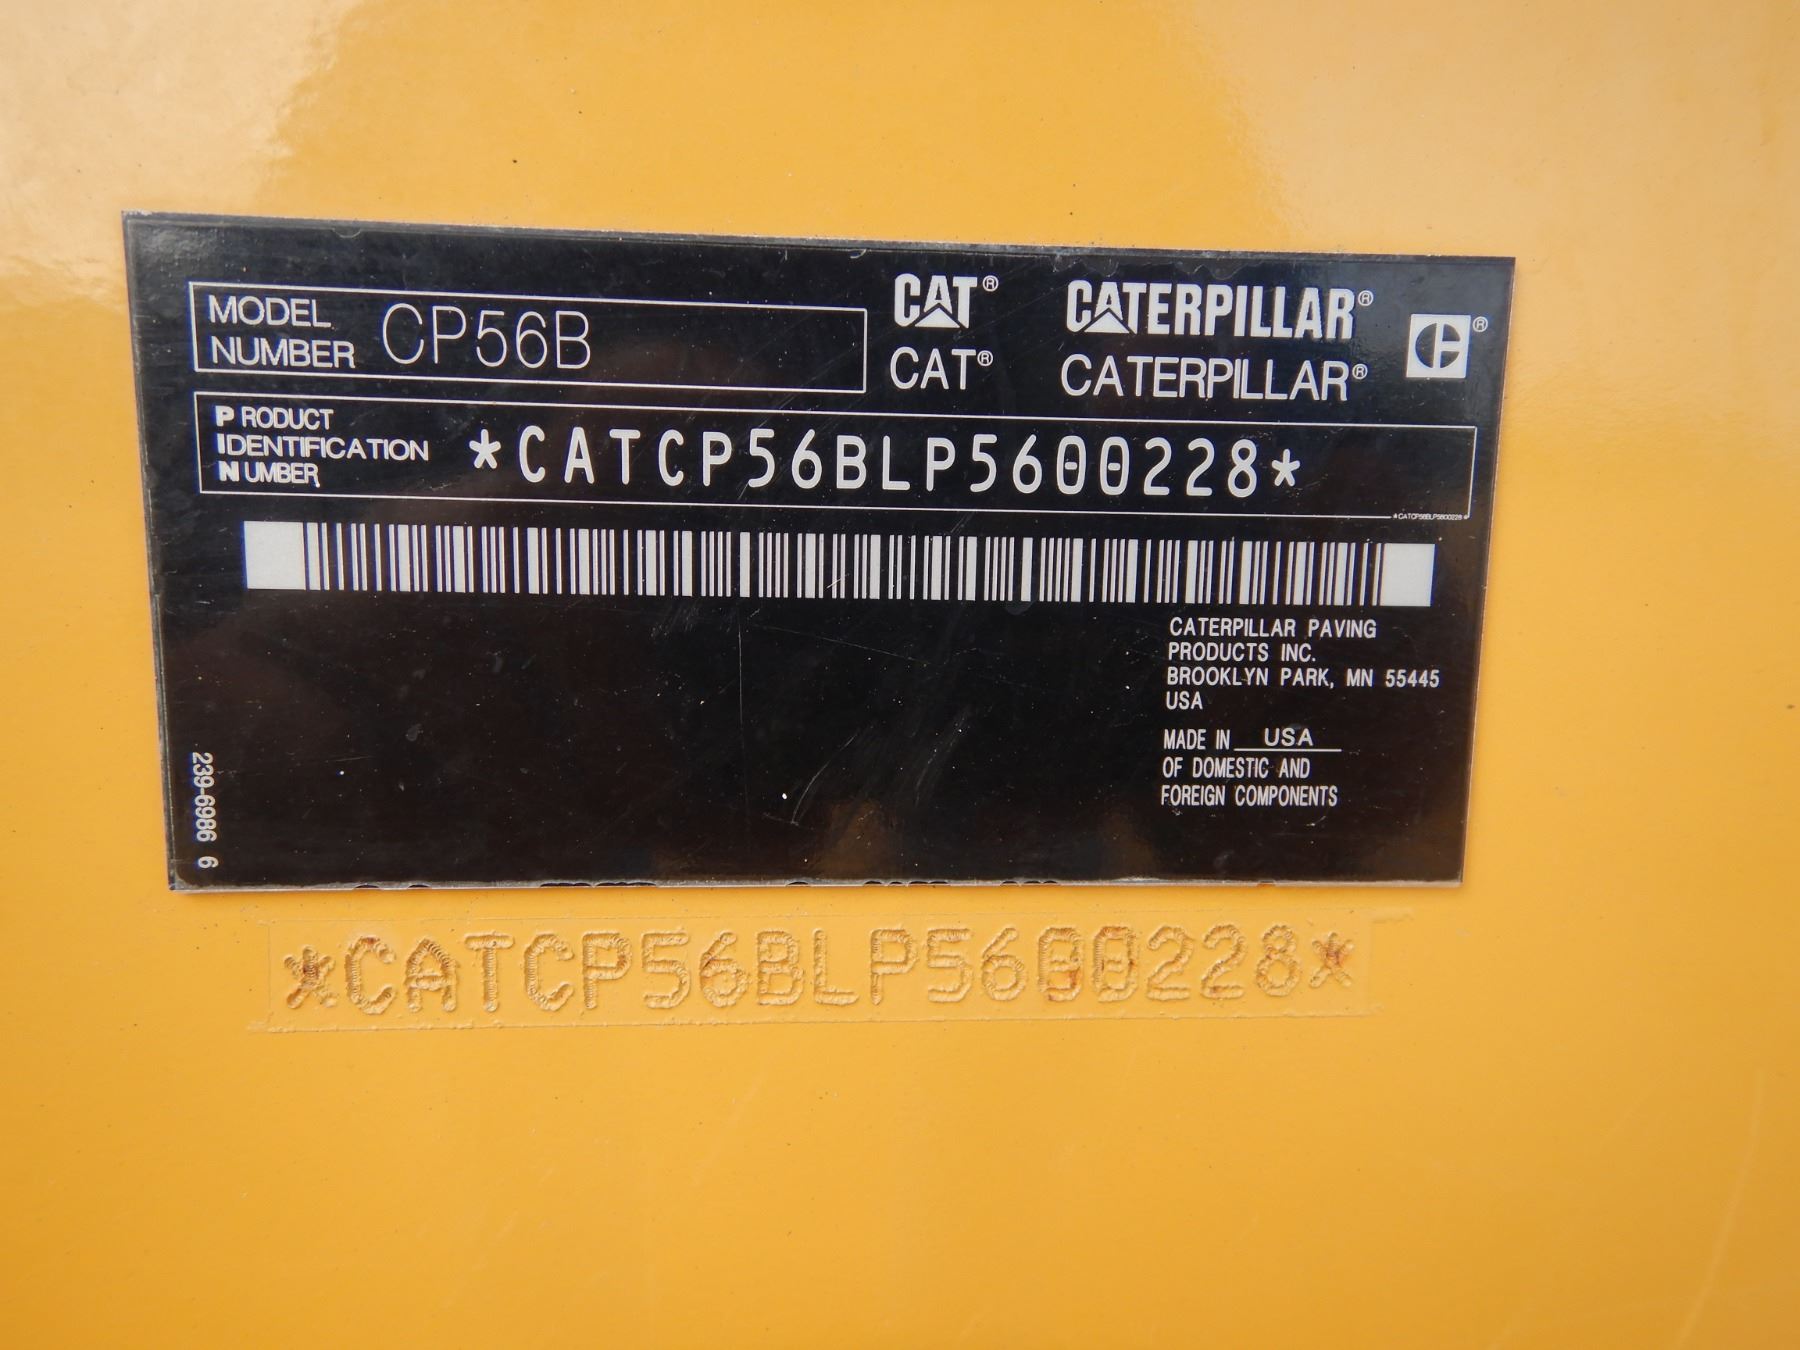 MODEL NUMBER CP56B
CAT® CATERPILLAR® C®
CAT® CATERPILLAR®
PRODUCT
IDENTIFICATION
NUMBER
*CATCP56BLP5600228*
*CATCP56BLP5600228*
CATERPILLAR PAVING
PRODUCTS INC.
BROOKLYN PARK, MN 55445
USA
MADE IN USA
OF DOMESTIC AND
FOREIGN COMPONENTS
239-6986 6
*CATCP56BLP5600228*